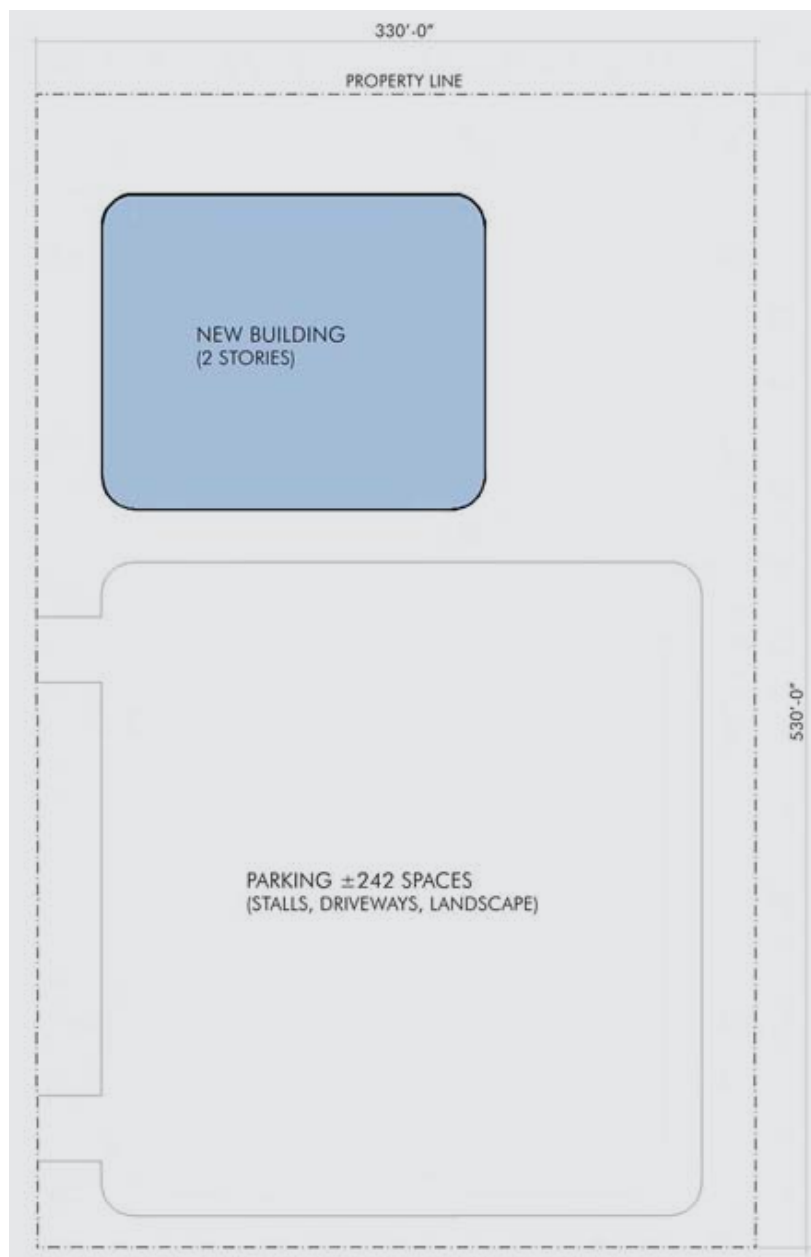 330'-0"
PROPERTY LINE
NEW BUILDING
(2 STORIES)
530'-0"
PARKING ±242 SPACES
(STALLS, DRIVEWAYS, LANDSCAPE)